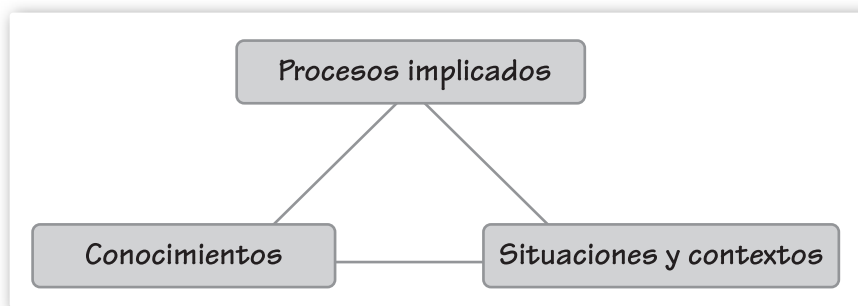 Procesos implicados
Conocimientos
Situaciones y contextos